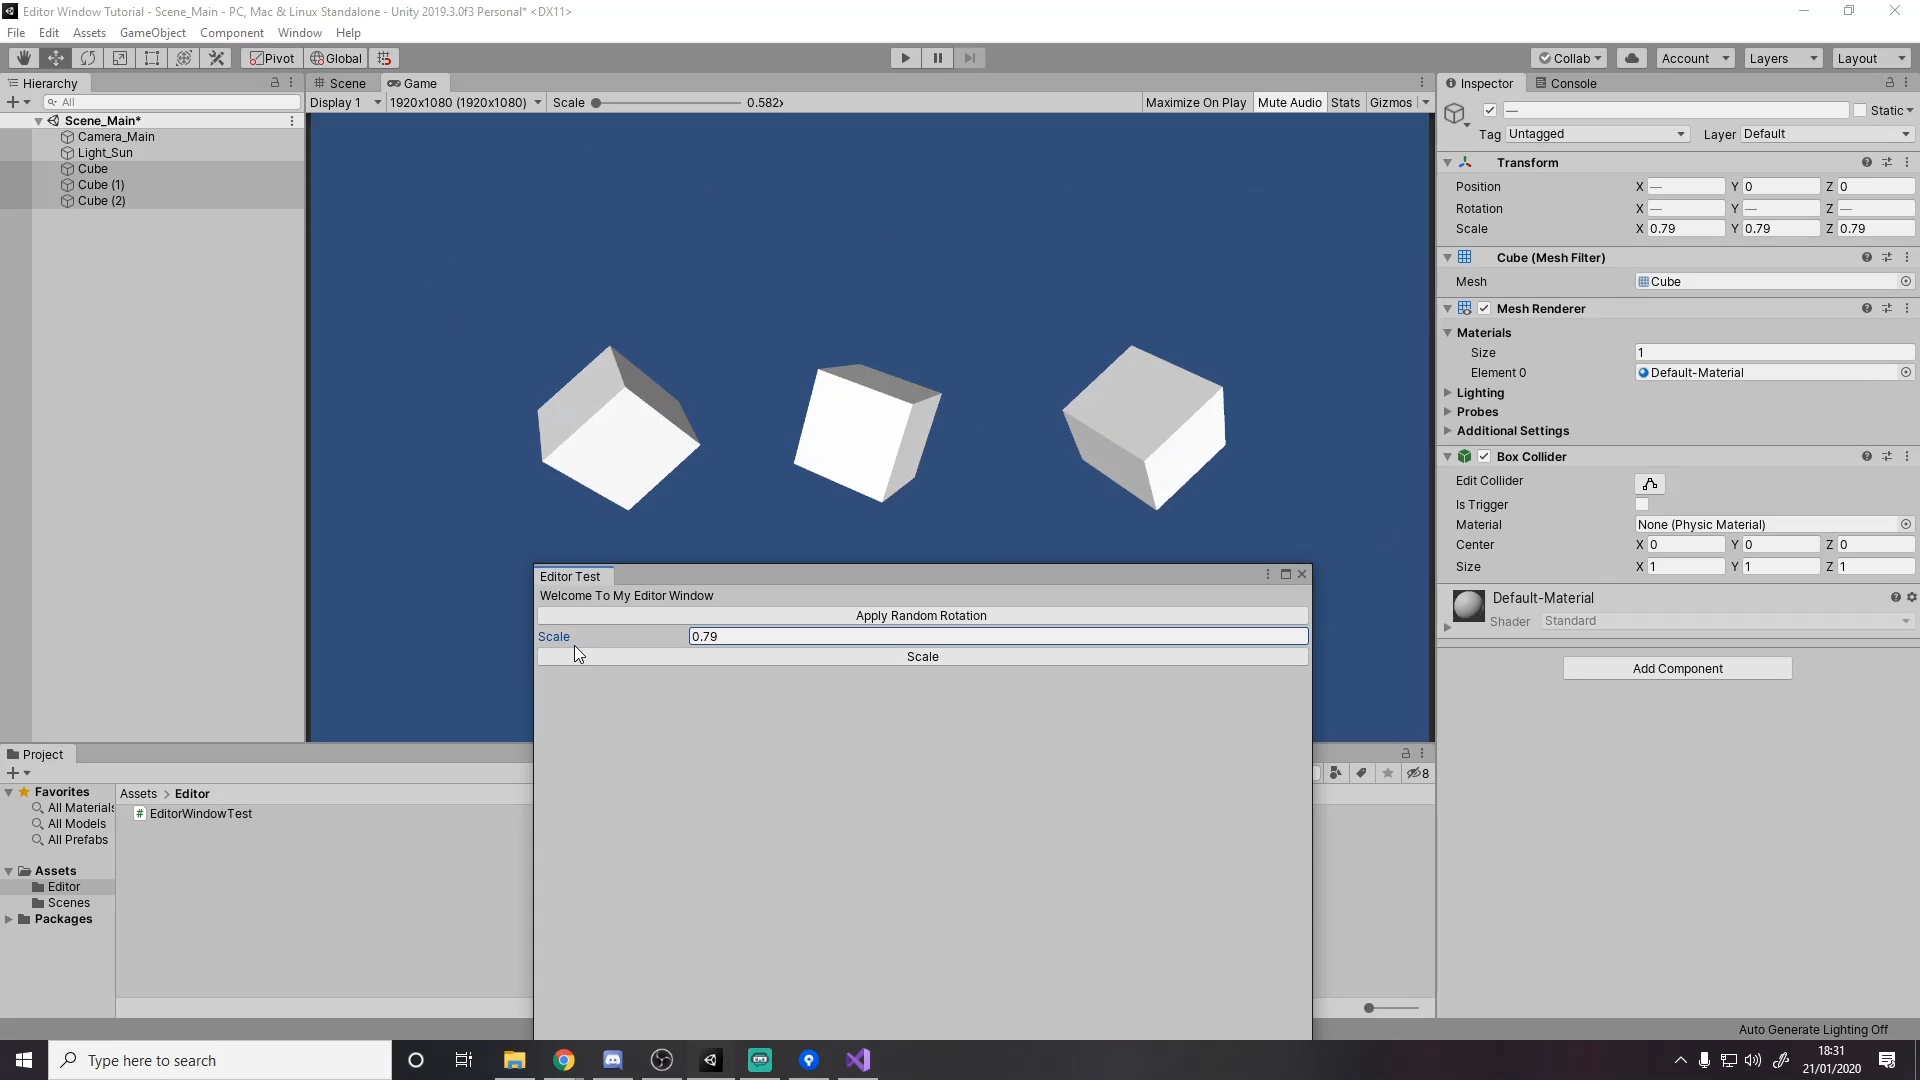 Editor Window Tutorial - Scene_Main - PC, Mac & Linux Standalone - Unity 2019.3.0f3 Personal* <DX11>
File Edit Assets GameObject Component Window Help
Pivot Global Collab Account Layers Layout
Hierarchy
All
Scene_Main*
Camera_Main
Light_Sun
Cube
Cube (1)
Cube (2)
Scene Game
Display 1 1920x1080 (1920x1080) Scale 0.582x Maximize On Play Mute Audio Stats Gizmos
Editor Test
Welcome To My Editor Window
Apply Random Rotation
Scale 0.79
Scale
Inspector Console
— Static
Tag Untagged Layer Default
Transform
Position X — Y 0 Z 0
Rotation X — Y — Z —
Scale X 0.79 Y 0.79 Z 0.79
Cube (Mesh Filter)
Mesh Cube
Mesh Renderer
Materials
Size 1
Element 0 Default-Material
Lighting
Probes
Additional Settings
Box Collider
Edit Collider
Is Trigger
Material None (Physic Material)
Center X 0 Y 0 Z 0
Size X 1 Y 1 Z 1
Default-Material
Shader Standard
Add Component
Project
8
Favorites
All Materials
All Models
All Prefabs
Assets
Editor
Scenes
Packages
Assets > Editor
# EditorWindowTest
Auto Generate Lighting Off
Type here to search
18:31
21/01/2020